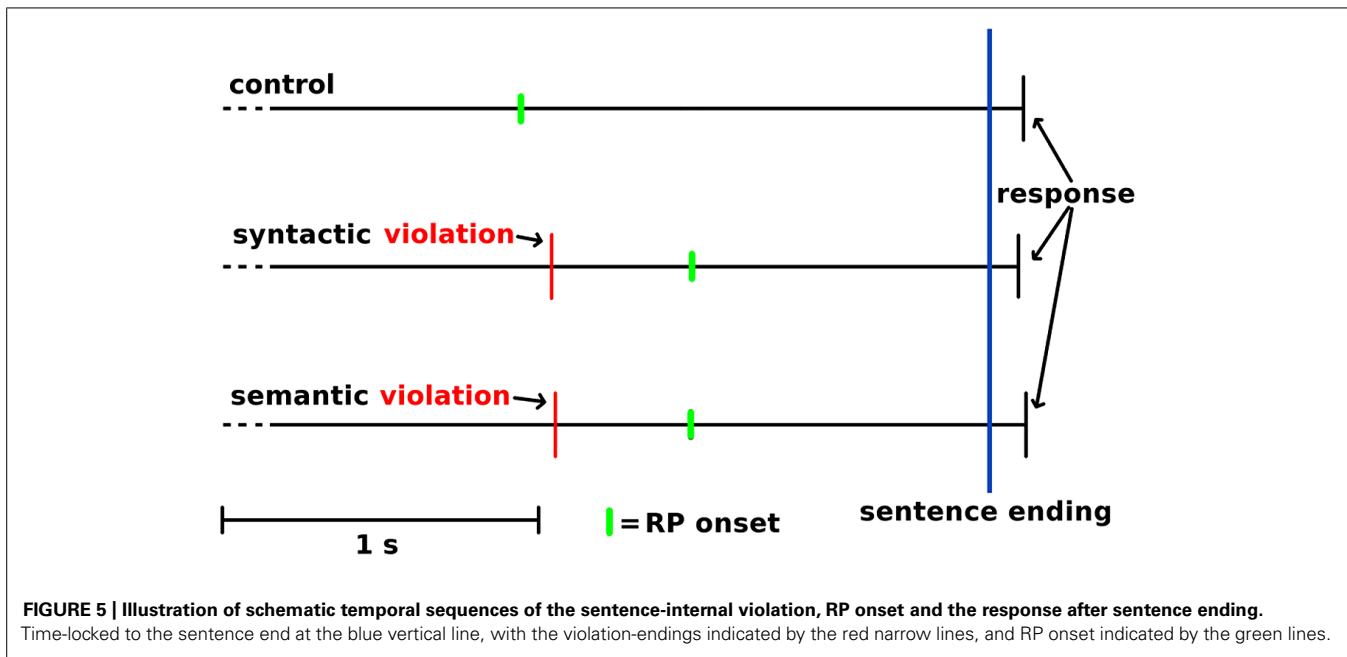 control
response
syntactic violation
semantic violation
sentence ending
= RP onset
1 s
FIGURE 5 | Illustration of schematic temporal sequences of the sentence-internal violation, RP onset and the response after sentence ending.
Time-locked to the sentence end at the blue vertical line, with the violation-endings indicated by the red narrow lines, and RP onset indicated by the green lines.